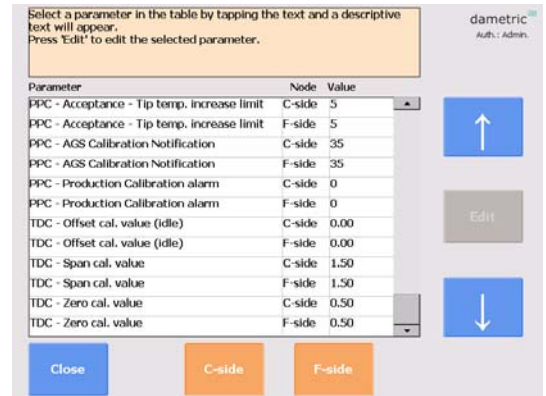 Select a parameter in the table by tapping the text and a descriptive
text will appear.
Press 'Edit' to edit the selected parameter.
dametric
Auth.: Admin.
Parameter Node Value
PPC - Acceptance - Tip temp. increase limit C-side 5
PPC - Acceptance - Tip temp. increase limit F-side 5
PPC - AGS Calibration Notification C-side 35
PPC - AGS Calibration Notification F-side 35
PPC - Production Calibration alarm C-side 0
PPC - Production Calibration alarm F-side 0
TDC - Offset cal. value (idle) C-side 0.00
TDC - Offset cal. value (idle) F-side 0.00
TDC - Span cal. value C-side 1.50
TDC - Span cal. value F-side 1.50
TDC - Zero cal. value C-side 0.50
TDC - Zero cal. value F-side 0.50
Edit
Close C-side F-side